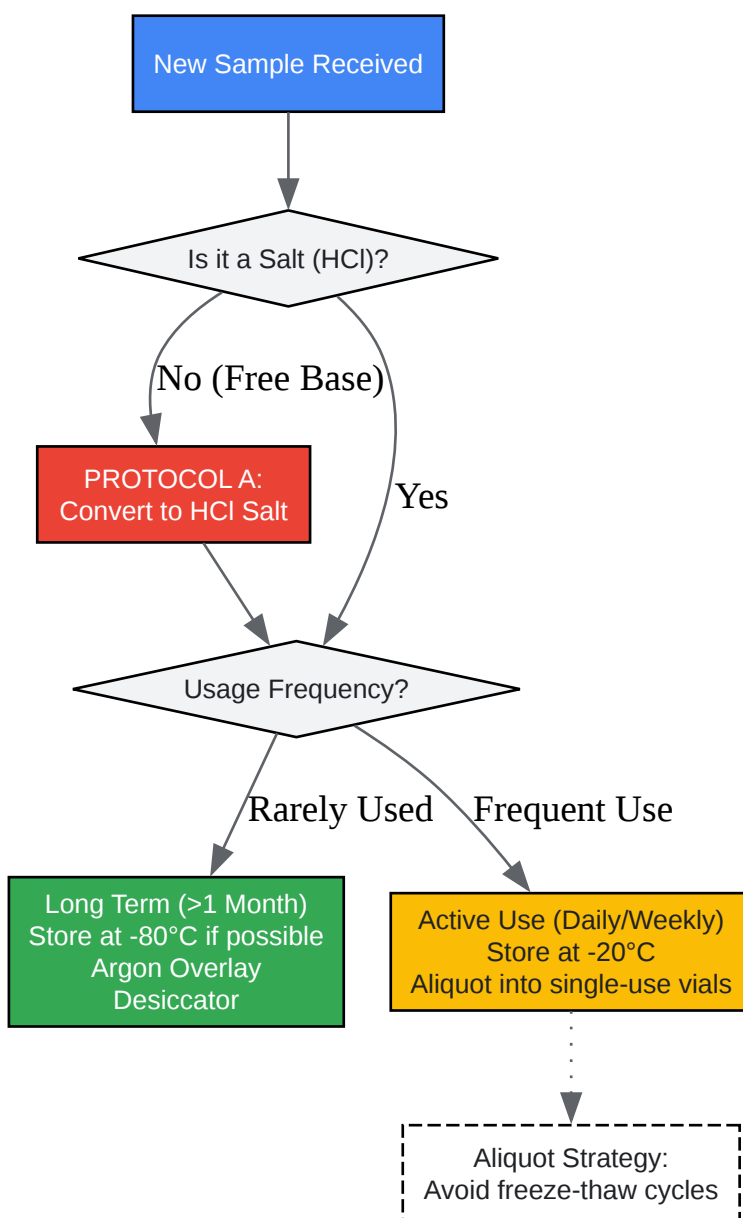 New Sample Received
Is it a Salt (HCl)?
No (Free Base)
PROTOCOL A:
Convert to HCl Salt
Yes
Usage Frequency?
Rarely Used
Frequent Use
Long Term (>1 Month)
Store at -80°C if possible
Argon Overlay
Desiccator
Active Use (Daily/Weekly)
Store at -20°C
Aliquot into single-use vials
Aliquot Strategy:
Avoid freeze-thaw cycles